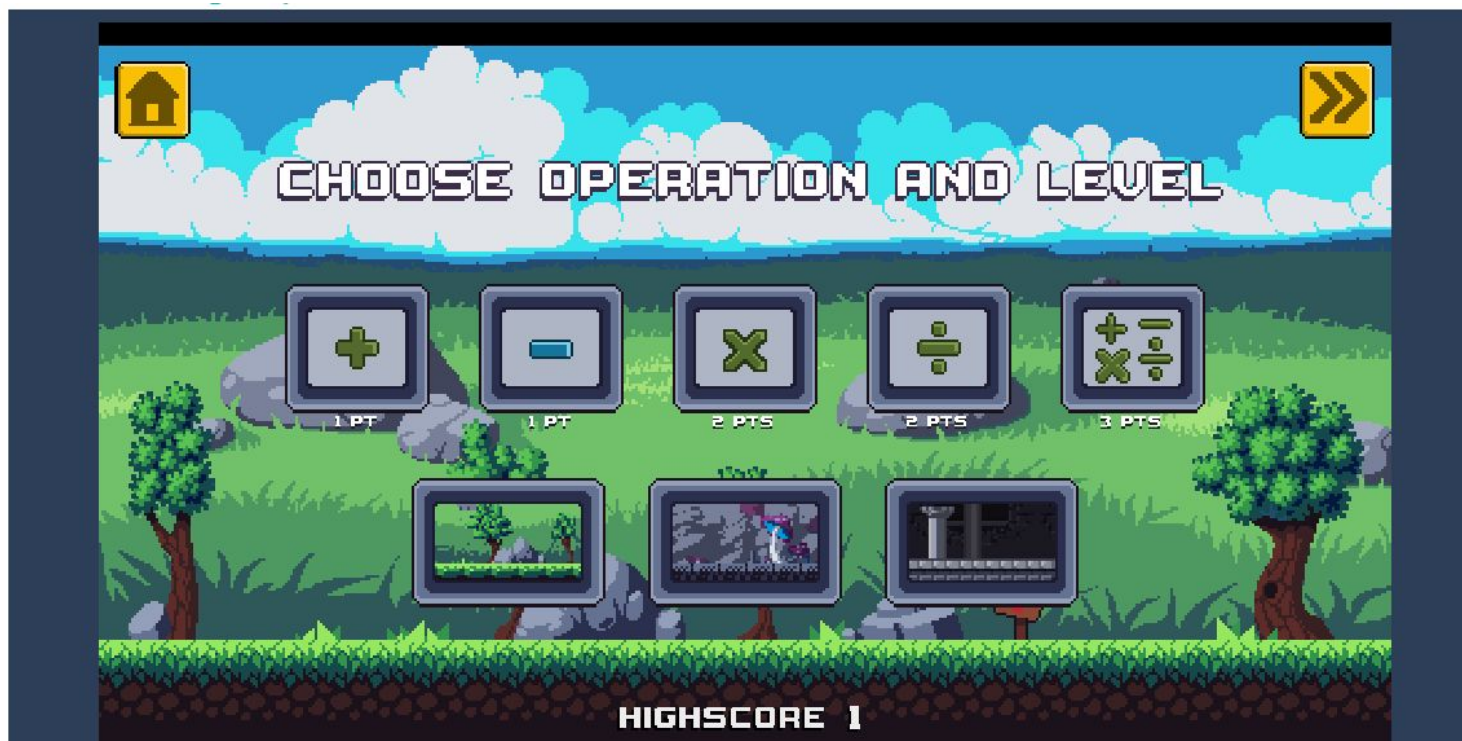 CHOOSE OPERATION AND LEVEL
1 PT 1 PT 2 PTS 2 PTS 3 PTS
HIGHSCORE 1